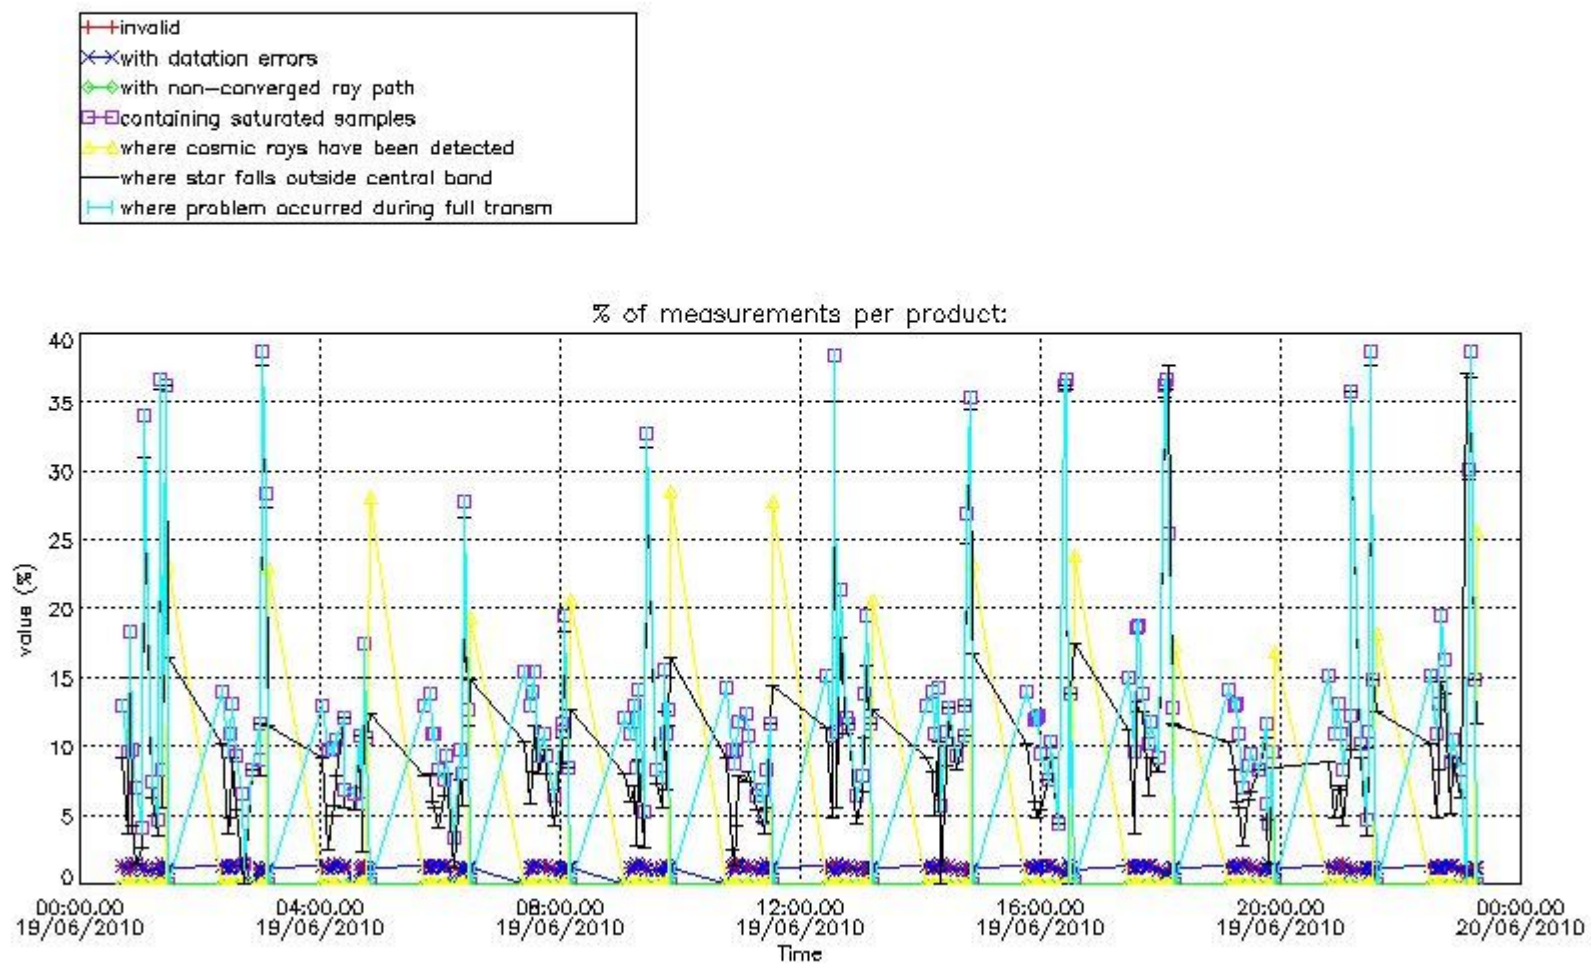 invalid
with datation errors
with non-converged ray path
containing saturated samples
where cosmic rays have been detected
where star falls outside central band
where problem occurred during full transm
% of measurements per product:
40
35
30
25
20
15
10
5
0
value (%)
00:00:00 04:00:00 08:00:00 12:00:00 16:00:00 20:00:00 00:00:00
19/06/2010 19/06/2010 19/06/2010 19/06/2010 19/06/2010 19/06/2010 20/06/2010
Time